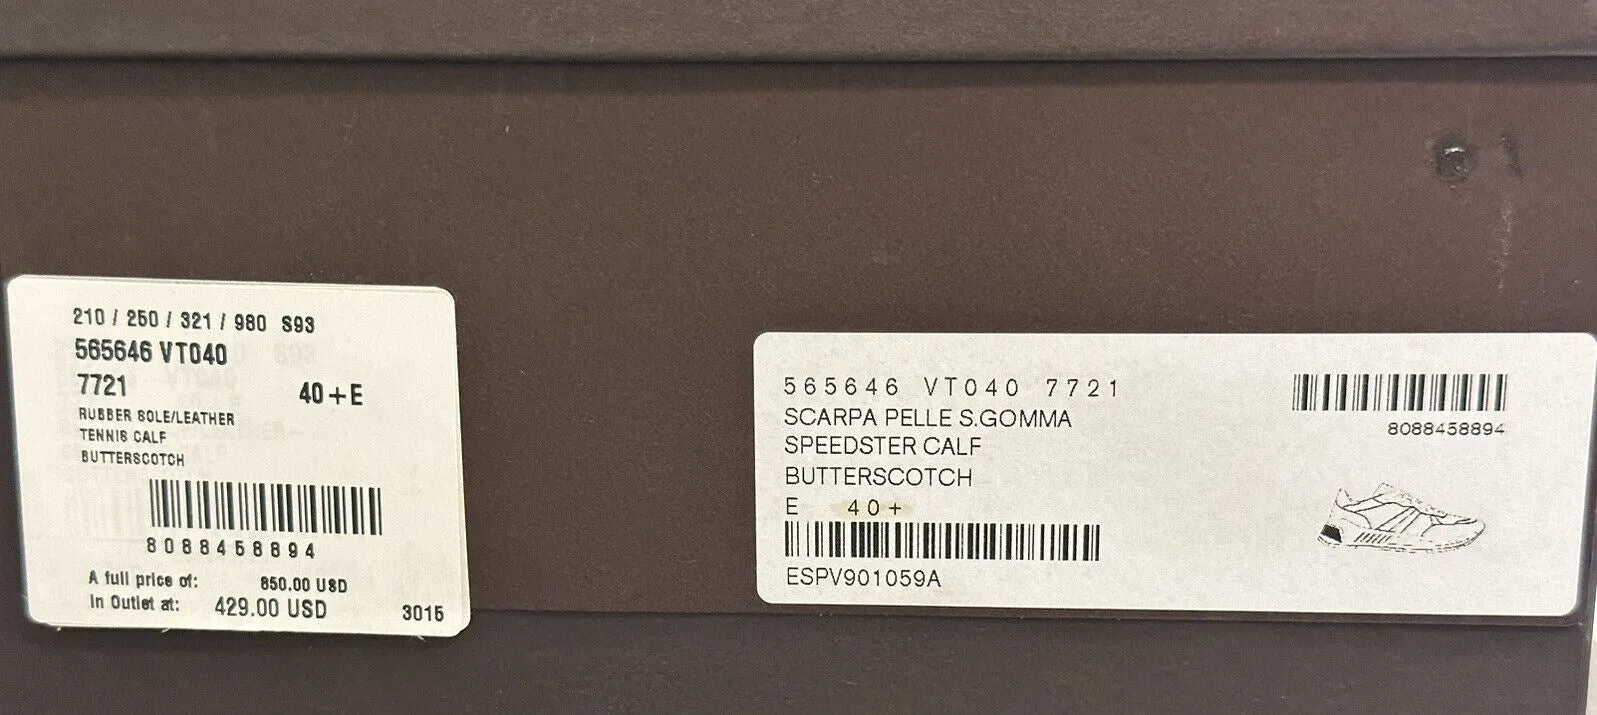 210 / 250 / 321 / 980 S93
565646 VT040
7721 40+E
RUBBER SOLE/LEATHER
TENNIS CALF
BUTTERSCOTCH
8088458894
A full price of: 850.00 USD
In Outlet at: 429.00 USD 3015
565646 VT040 7721
SCARPA PELLE S.GOMMA
SPEEDSTER CALF
BUTTERSCOTCH
E 40+
ESPV901059A
8088458894